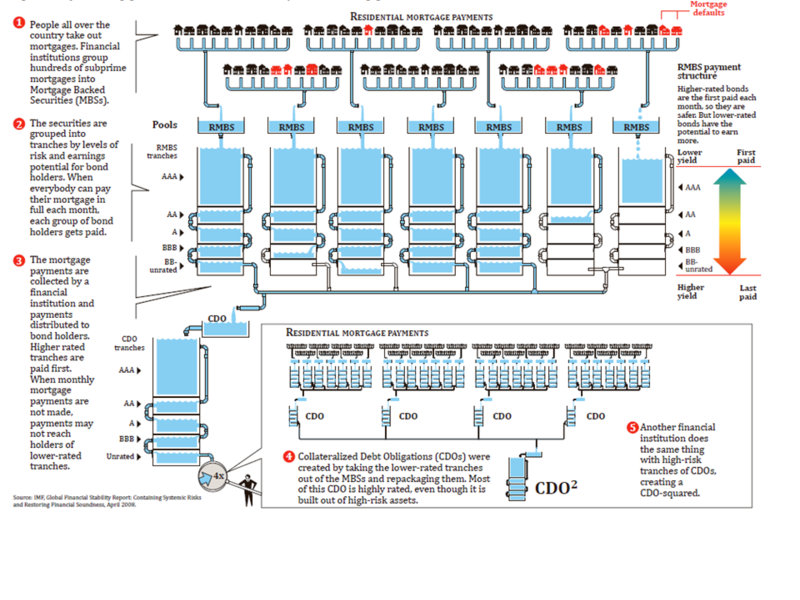 RESIDENTIAL MORTGAGE PAYMENTS
Mortgage
defaults
1 People all over the
country take out
mortgages. Financial
institutions group
hundreds of subprime
mortgages into
Mortgage Backed
Securities (MBSs).
2 The securities are
grouped into
tranches by levels of
risk and earnings
potential for bond
holders. When
everybody can pay
their mortgage in
full each month,
each group of bond
holders gets paid.
3 The mortgage
payments are
collected by a
financial
institution and
payments
distributed to
bond holders.
Higher rated
tranches are
paid first.
When monthly
mortgage
payments are
not made,
payments may
not reach
holders of
lower-rated
tranches.
Pools
RMBS
RMBS
RMBS
RMBS
RMBS
RMBS
RMBS
RMBS
tranches
AAA
AA
A
BBB
BB-
unrated
RMBS payment
structure
Higher-rated bonds
are the first paid each
month, so they are
safer. But lower-rated
bonds have the
potential to earn
more.
Lower
yield
First
paid
AAA
AA
A
BBB
BB-
unrated
Higher
yield
Last
paid
CDO
CDO
tranches
AAA
AA
A
BBB
Unrated
4x
RESIDENTIAL MORTGAGE PAYMENTS
CDO
CDO
CDO
CDO
4 Collateralized Debt Obligations (CDOs) were
created by taking the lower-rated tranches
out of the MBSs and repackaging them. Most
of this CDO is highly rated, even though it is
built out of high-risk assets.
CDO²
5 Another financial
institution does
the same thing
with high-risk
tranches of CDOs,
creating a
CDO-squared.
Source: IMF, Global Financial Stability Report: Containing Systemic Risks
and Restoring Financial Soundness, April 2008.